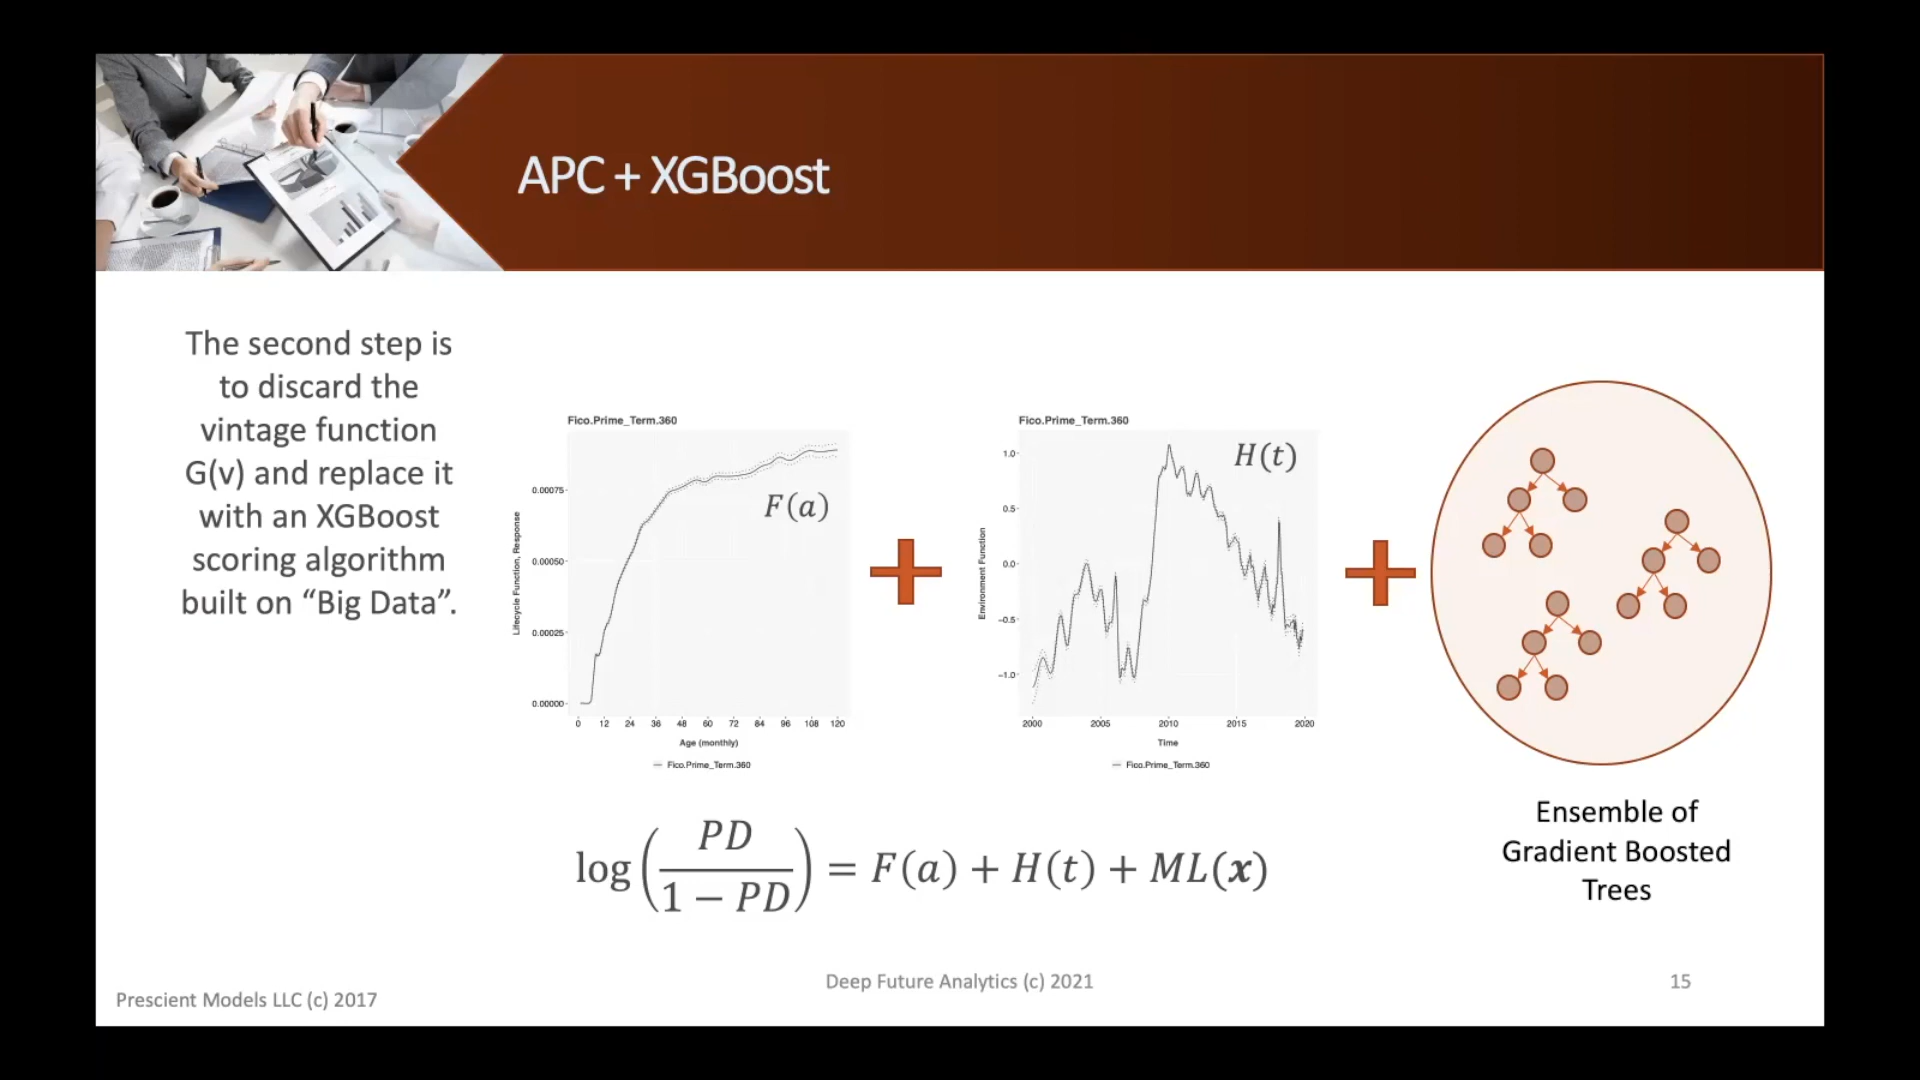 APC + XGBoost
The second step is
to discard the
vintage function
G(v) and replace it
with an XGBoost
scoring algorithm
built on “Big Data”.
Fico.Prime_Term.360
F(a)
Lifecycle Function, Response
0.00075
0.00050
0.00025
0.00000
0 12 24 36 48 60 72 84 96 108 120
Age (monthly)
Fico.Prime_Term.360
+
Fico.Prime_Term.360
H(t)
Environment Function
1.0
0.5
0.0
−0.5
−1.0
2000 2005 2010 2015 2020
Time
Fico.Prime_Term.360
+
Ensemble of
Gradient Boosted
Trees
log(PD / 1 − PD) = F(a) + H(t) + ML(x)
Prescient Models LLC (c) 2017
Deep Future Analytics (c) 2021
15